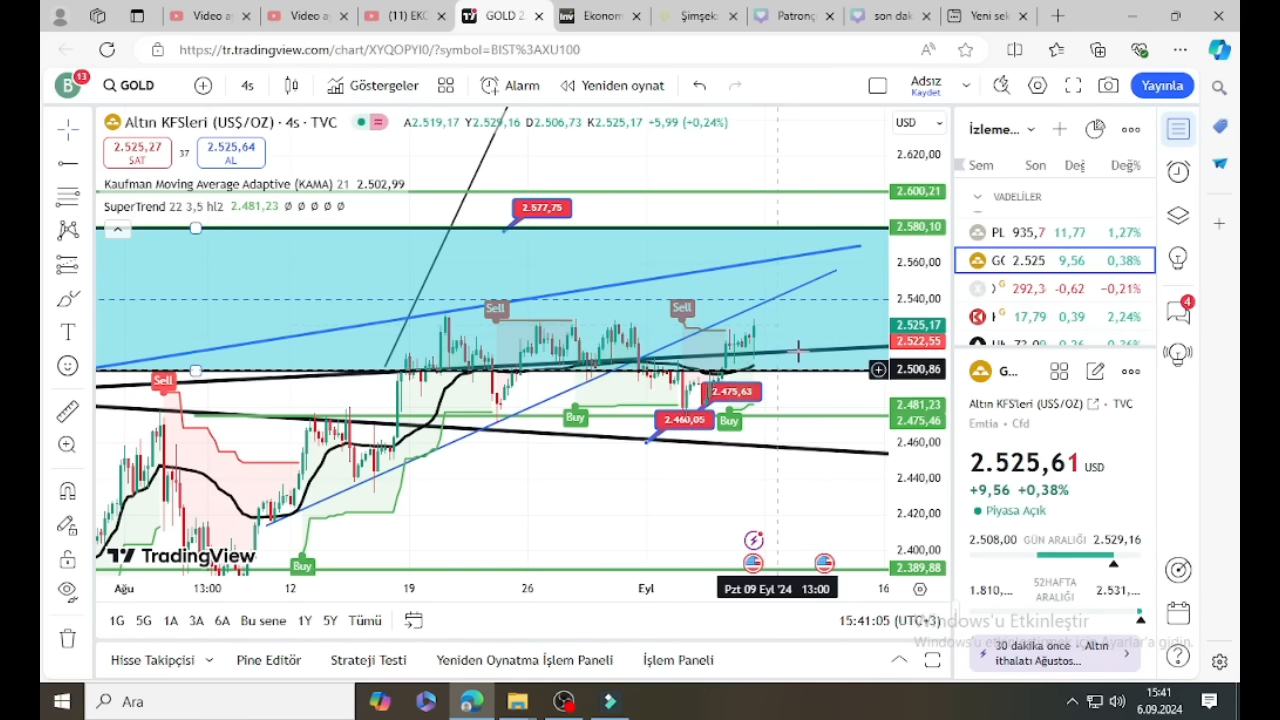 Video a
Video a
(11) EKC
GOLD 2.
Ekonom
Şimşek
Patronç
son dak
Yeni sek
https://tr.tradingview.com/chart/XYQOPYI0/?symbol=BIST%3AXU100
B 13 GOLD 4s Göstergeler Alarm Yeniden oynat Adsız Kaydet Yayınla
Altın KFSleri (US$/OZ) · 4s · TVC A2.519,17 Y2.529,16 D2.506,73 K2.525,17 +5,99 (+0,24%)
2.525,27 SAT 37 2.525,64 AL
Kaufman Moving Average Adaptive (KAMA) 21 2.502,99
SuperTrend 22 3,5 hl2 2.481,23 Ø Ø Ø Ø Ø
2.577,75
Sell
Sell
Sell
2.475,63
2.460,05
Buy
Buy
Buy
TradingView
USD
2.620,00
2.600,21
2.580,10
2.560,00
2.540,00
2.525,17
2.522,55
2.500,86
2.481,23
2.475,46
2.460,00
2.440,00
2.420,00
2.400,00
2.389,88
Ağu 13:00 12 19 26 Eyl Pzt 09 Eyl '24 13:00 16
1G 5G 1A 3A 6A Bu sene 1Y 5Y Tümü 15:41:05 (UTC+3)
Hisse Takipçisi Pine Editör Strateji Testi Yeniden Oynatma İşlem Paneli İşlem Paneli
İzleme...
Sem Son Değ Değ%
VADELİLER
PL 935,7 11,77 1,27%
GC 2.525 9,56 0,38%
292,3 -0,62 -0,21%
17,79 0,39 2,24%
4
G...
Altın KFSleri (US$/OZ) · TVC
Emtia · Cfd
2.525,61 USD
+9,56 +0,38%
Piyasa Açık
2.508,00 GÜN ARALIĞI 2.529,16
1.810,... 52HAFTA ARALIĞI 2.531,...
Windows'u Etkinleştir
Windows'u etkinleştirmek için Ayarlar'a gidin.
30 dakika önce · Altın
ithalatı Ağustos...
Ara
15:41
6.09.2024